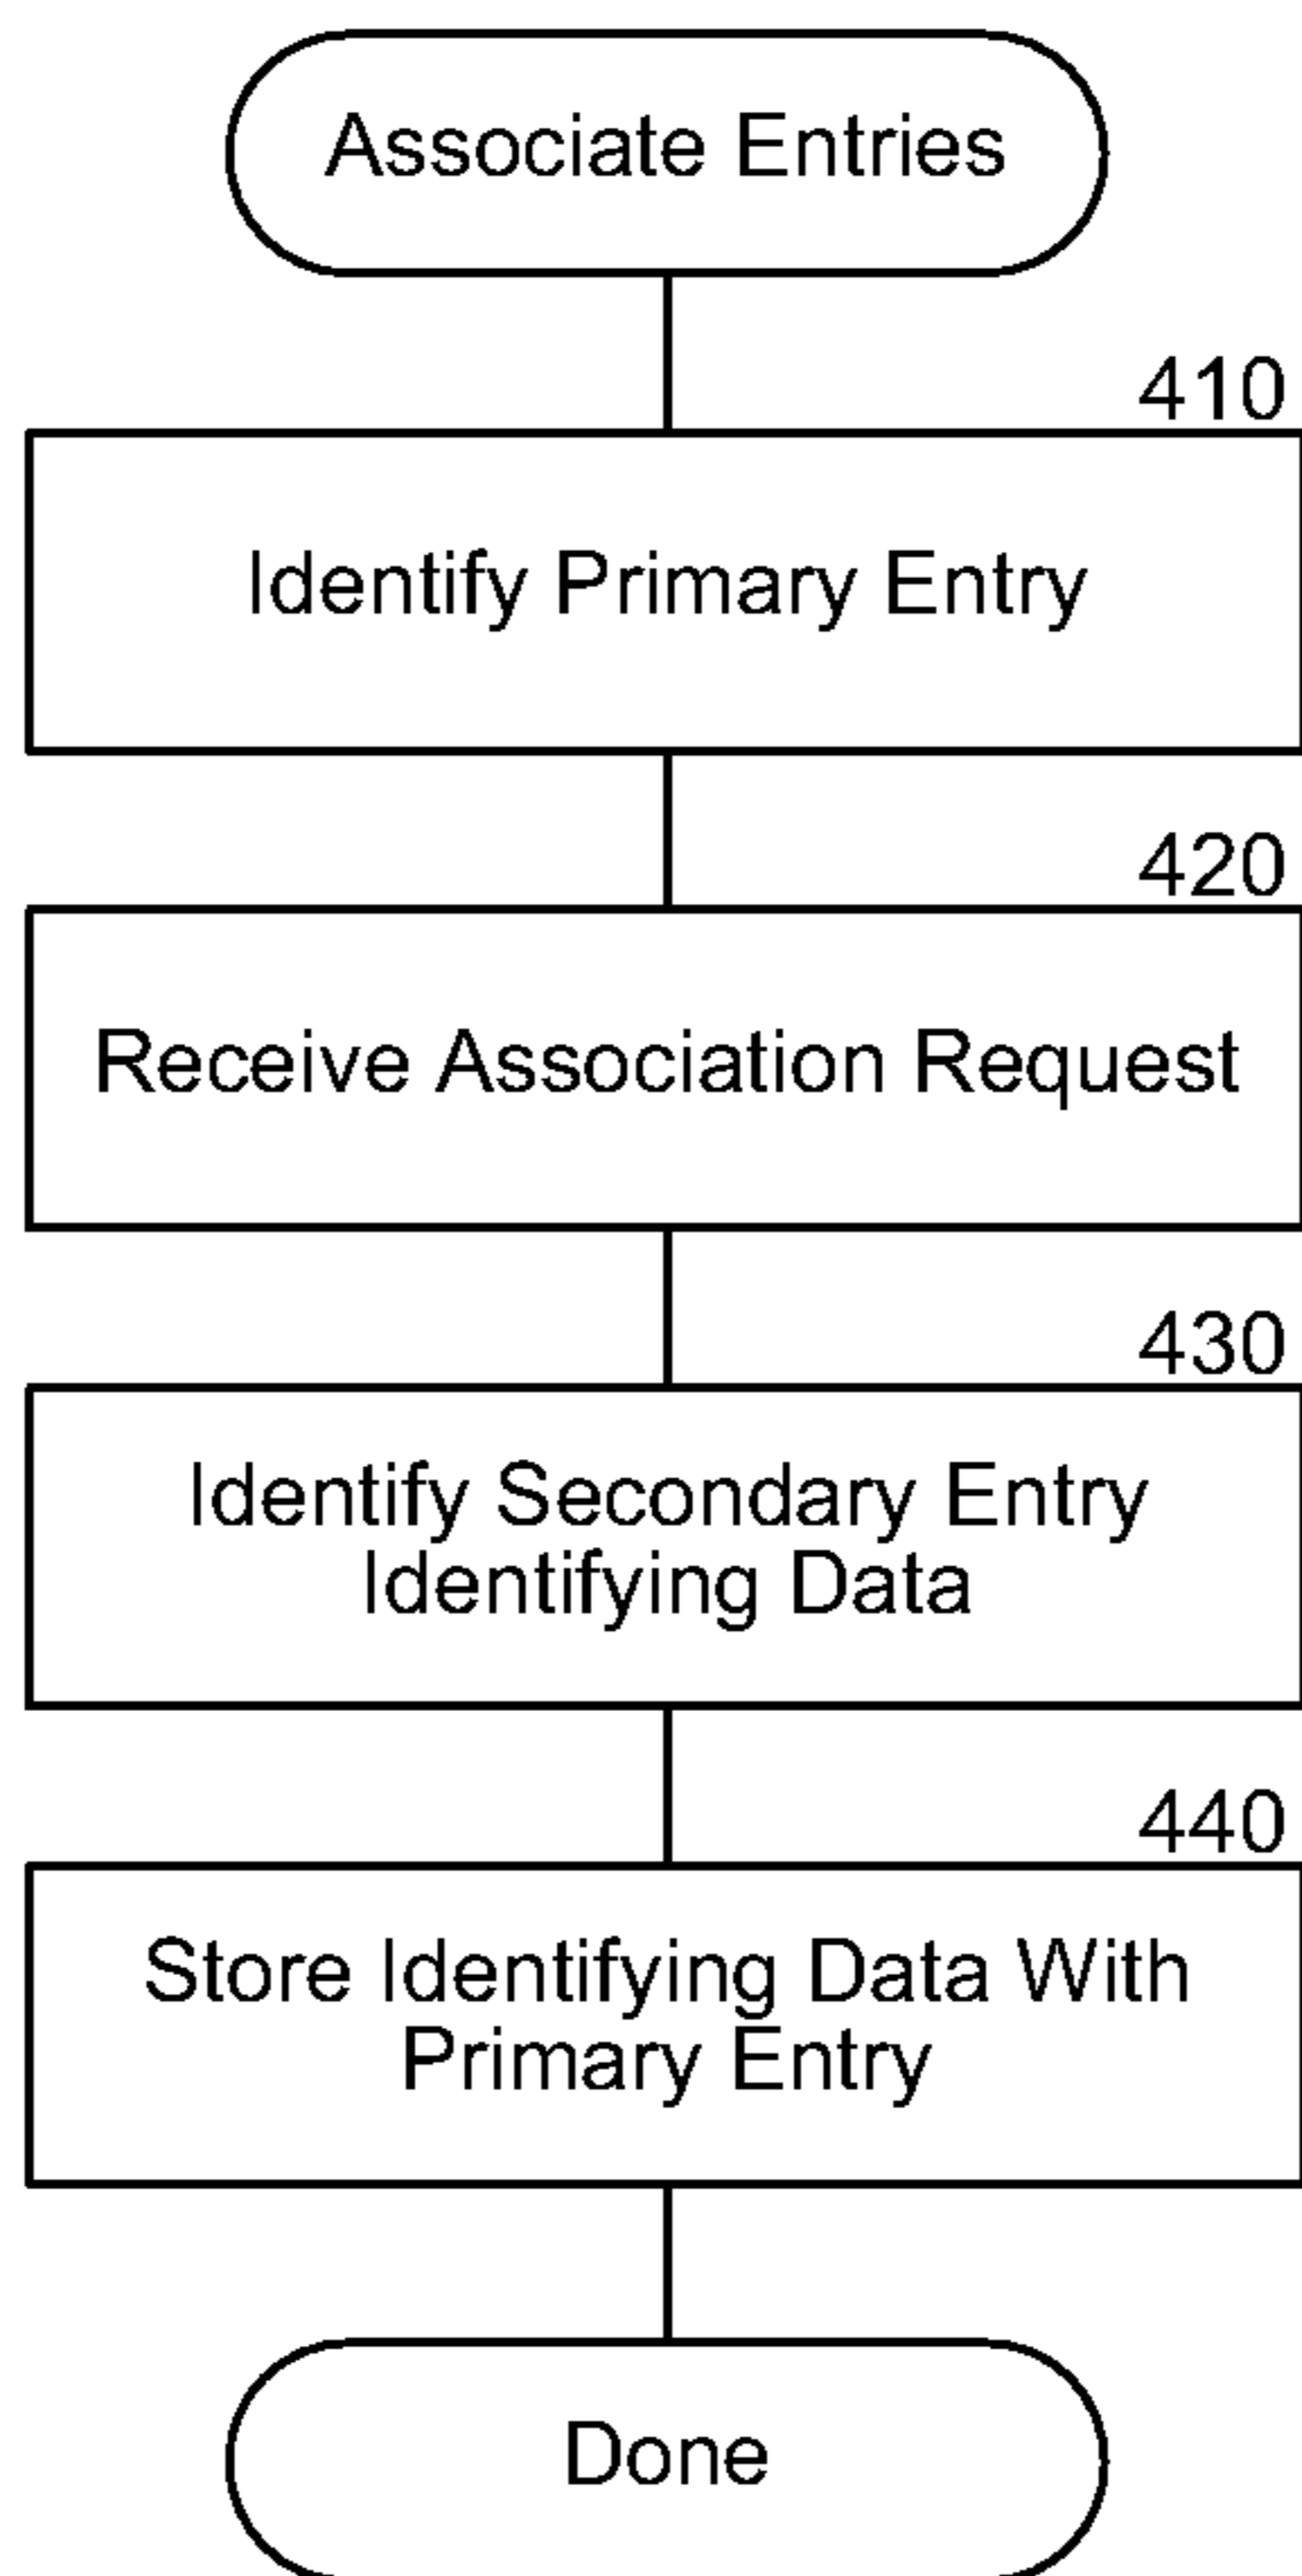 Associate Entries
410
Identify Primary Entry
420
Receive Association Request
430
Identify Secondary Entry
Identifying Data
440
Store Identifying Data With
Primary Entry
Done